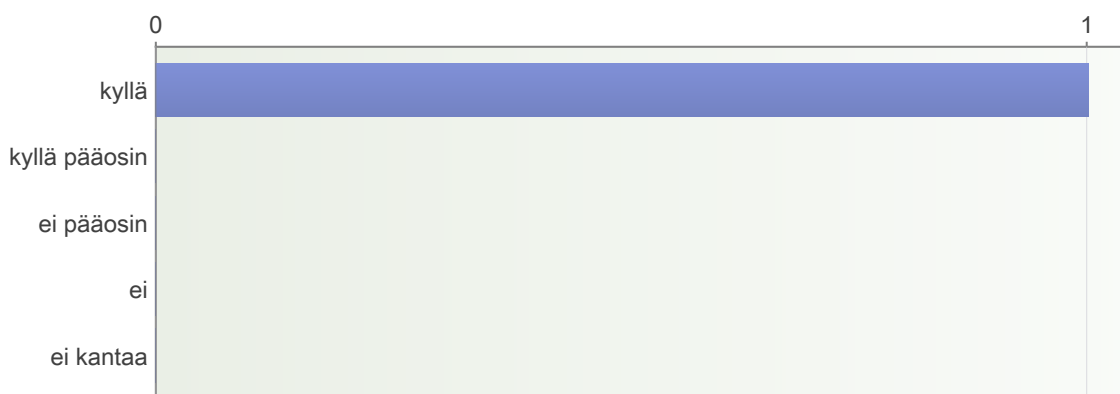 0 1
kyllä
kyllä pääosin
ei pääosin
ei
ei kantaa